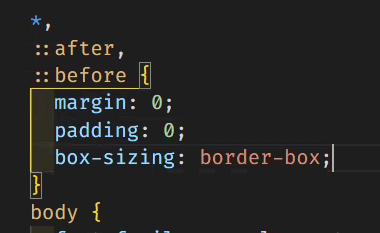 *,
::after,
::before {
margin: 0;
padding: 0;
box-sizing: border-box;
}
body {